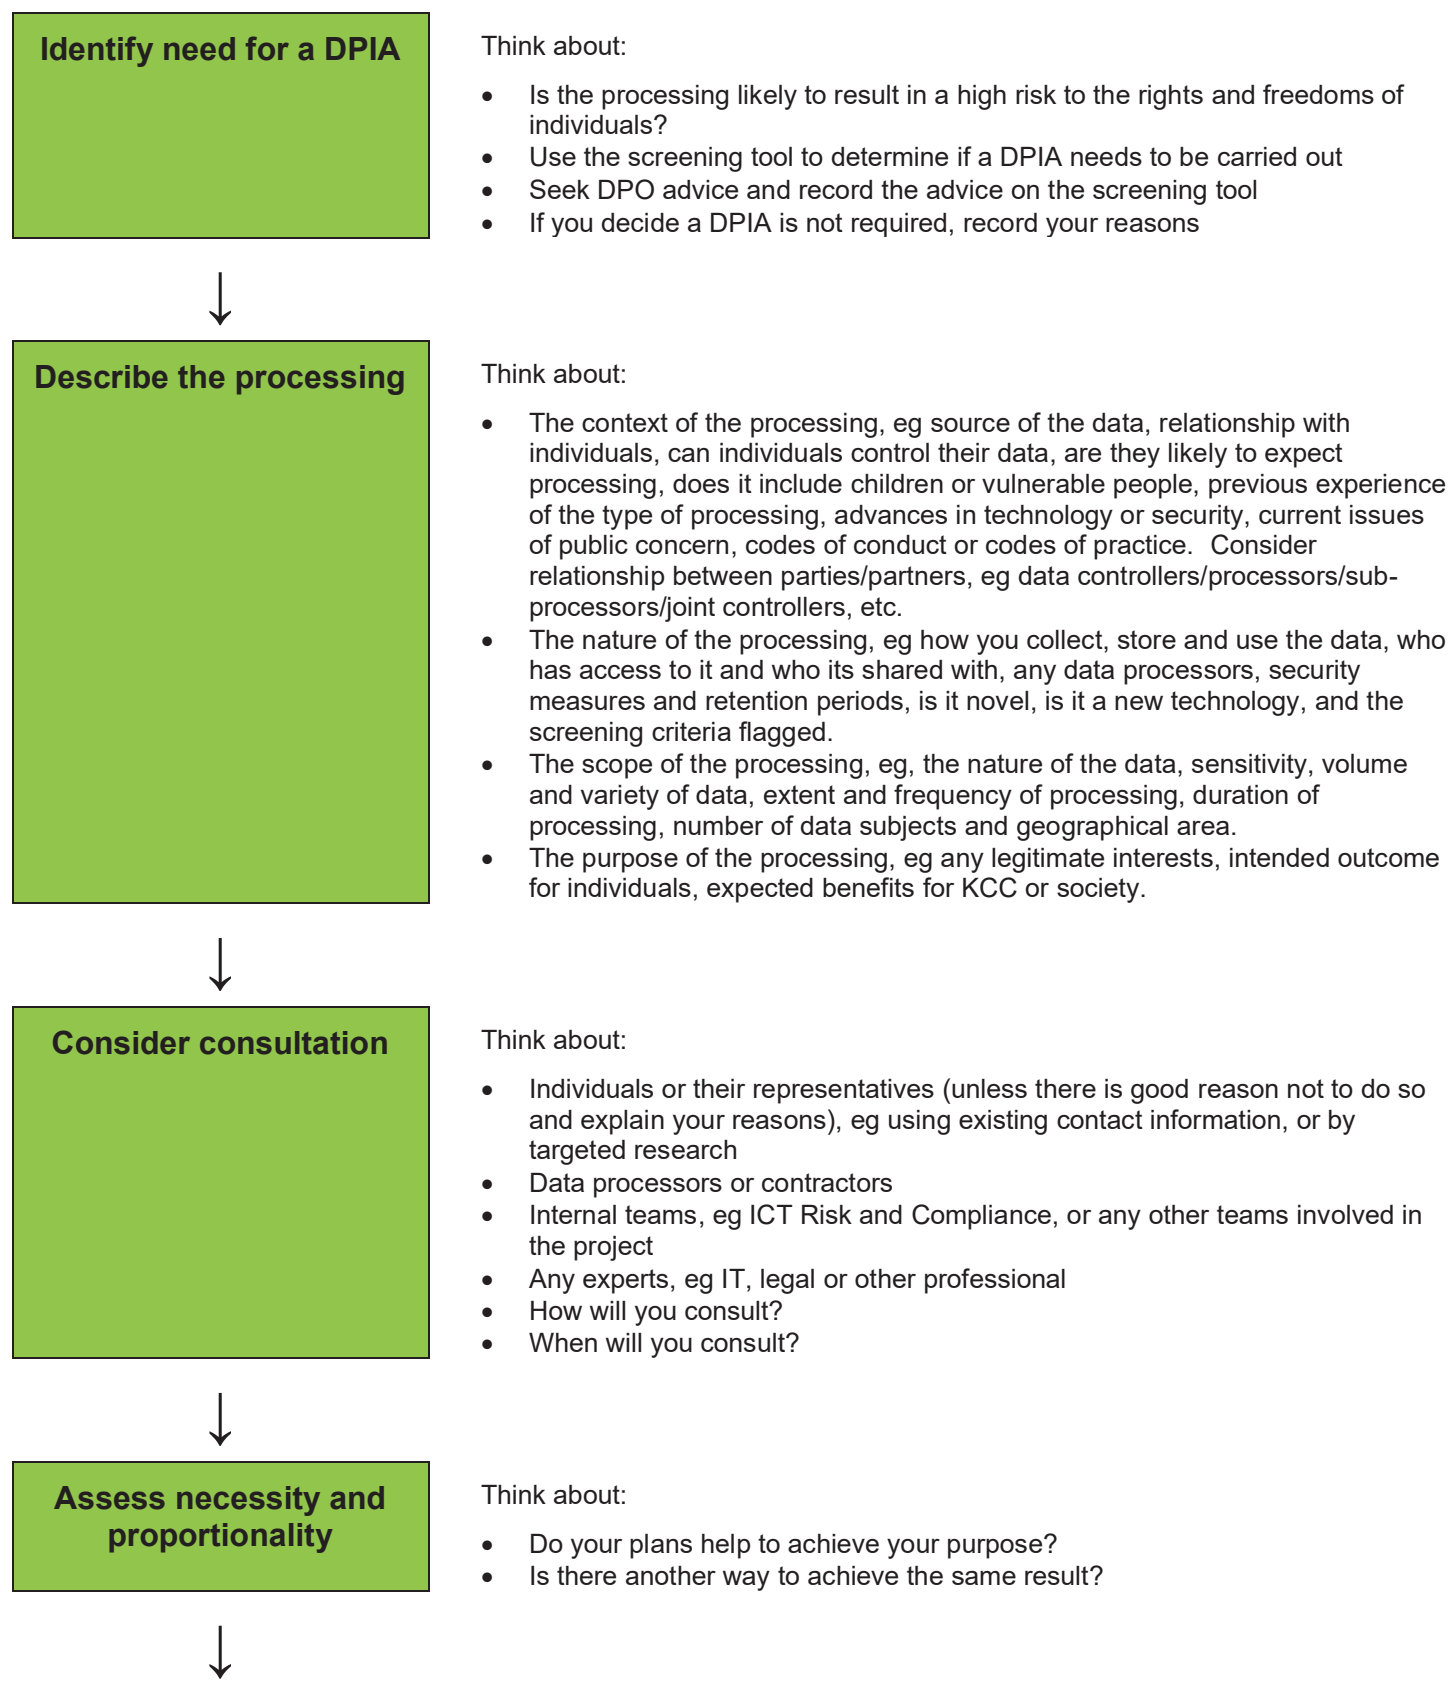 Identify need for a DPIA
Think about:
• Is the processing likely to result in a high risk to the rights and freedoms of
individuals?
• Use the screening tool to determine if a DPIA needs to be carried out
• Seek DPO advice and record the advice on the screening tool
• If you decide a DPIA is not required, record your reasons
↓
Describe the processing
Think about:
• The context of the processing, eg source of the data, relationship with
individuals, can individuals control their data, are they likely to expect
processing, does it include children or vulnerable people, previous experience
of the type of processing, advances in technology or security, current issues
of public concern, codes of conduct or codes of practice.  Consider
relationship between parties/partners, eg data controllers/processors/sub-
processors/joint controllers, etc.
• The nature of the processing, eg how you collect, store and use the data, who
has access to it and who its shared with, any data processors, security
measures and retention periods, is it novel, is it a new technology, and the
screening criteria flagged.
• The scope of the processing, eg, the nature of the data, sensitivity, volume
and variety of data, extent and frequency of processing, duration of
processing, number of data subjects and geographical area.
• The purpose of the processing, eg any legitimate interests, intended outcome
for individuals, expected benefits for KCC or society.
↓
Consider consultation
Think about:
• Individuals or their representatives (unless there is good reason not to do so
and explain your reasons), eg using existing contact information, or by
targeted research
• Data processors or contractors
• Internal teams, eg ICT Risk and Compliance, or any other teams involved in
the project
• Any experts, eg IT, legal or other professional
• How will you consult?
• When will you consult?
↓
Assess necessity and
proportionality
Think about:
• Do your plans help to achieve your purpose?
• Is there another way to achieve the same result?
↓